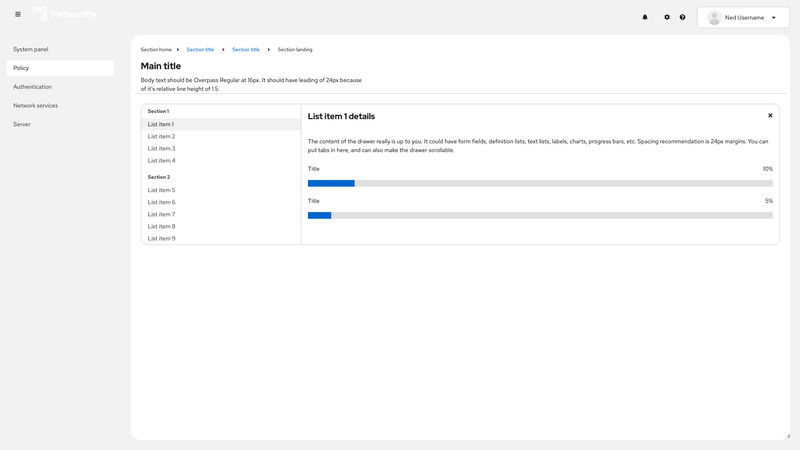 PatternFly
Ned Username
System panel
Policy
Authentication
Network services
Server
Section home
Section title
Section title
Section landing
Main title
Body text should be Overpass Regular at 16px. It should have leading of 24px because
of it's relative line height of 1.5.
Section 1
List item 1
List item 2
List item 3
List item 4
Section 2
List item 5
List item 6
List item 7
List item 8
List item 9
List item 1 details
The content of the drawer really is up to you. It could have form fields, definition lists, text lists, labels, charts, progress bars, etc. Spacing recommendation is 24px margins. You can
put tabs in here, and can also make the drawer scrollable.
Title 10%
Title 5%